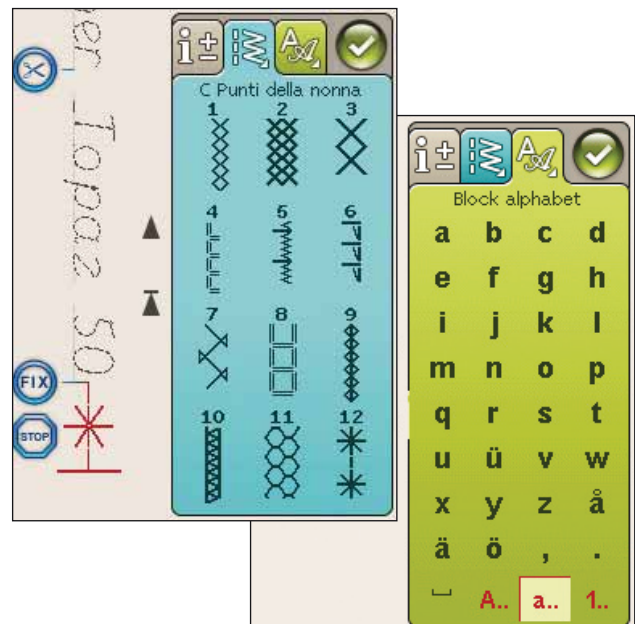 C Punti della nonna
1 2 3
4 5 6
7 8 9
10 11 12
Topaz 50
FIX
STOP
Block alphabet
a b c d
e f g h
i j k l
m n o p
q r s t
u ü v w
x y z å
ä ö , .
A.. a.. 1..